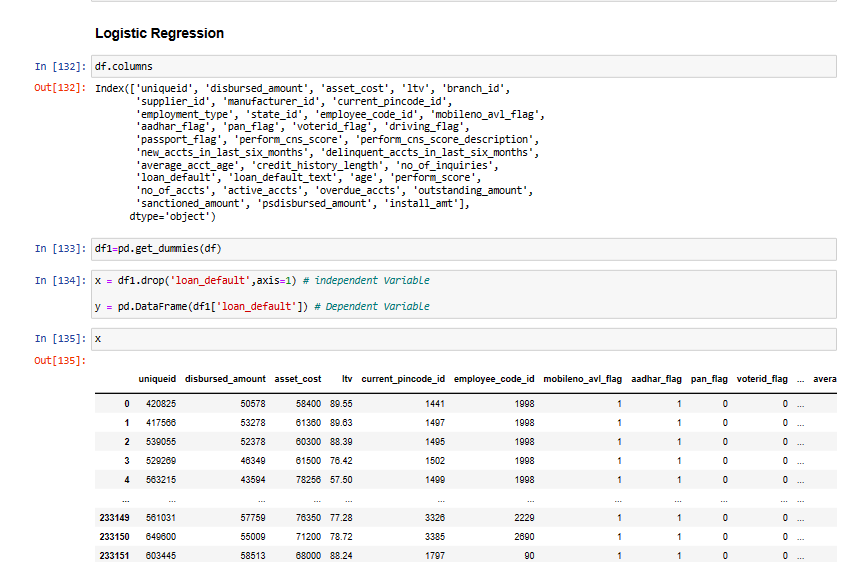 Logistic Regression
In [132]: df.columns
Out[132]: Index(['uniqueid', 'disbursed_amount', 'asset_cost', 'ltv', 'branch_id',
'supplier_id', 'manufacturer_id', 'current_pincode_id',
'employment_type', 'state_id', 'employee_code_id', 'mobileno_avl_flag',
'aadhar_flag', 'pan_flag', 'voterid_flag', 'driving_flag',
'passport_flag', 'perform_cns_score', 'perform_cns_score_description',
'new_accts_in_last_six_months', 'delinquent_accts_in_last_six_months',
'average_acct_age', 'credit_history_length', 'no_of_inquiries',
'loan_default', 'loan_default_text', 'age', 'perform_score',
'no_of_accts', 'active_accts', 'overdue_accts', 'outstanding_amount',
'sanctioned_amount', 'psdisbursed_amount', 'install_amt'],
dtype='object')
In [133]: df1=pd.get_dummies(df)
In [134]: x = df1.drop('loan_default',axis=1) # independent Variable
y = pd.DataFrame(df1['loan_default']) # Dependent Variable
In [135]: x
Out[135]:
uniqueid disbursed_amount asset_cost ltv current_pincode_id employee_code_id mobileno_avl_flag aadhar_flag pan_flag voterid_flag ... avera
0 420825 50578 58400 89.55 1441 1998 1 1 0 0 ...
1 417566 53278 61360 89.63 1497 1998 1 1 0 0 ...
2 539055 52378 60300 88.39 1495 1998 1 1 0 0 ...
3 529269 46349 61500 76.42 1502 1998 1 1 0 0 ...
4 563215 43594 78256 57.50 1499 1998 1 1 0 0 ...
... ... ... ... ... ... ... ... ... ... ... ...
233149 561031 57759 76350 77.28 3326 2229 1 1 0 0 ...
233150 649600 55009 71200 78.72 3385 2690 1 1 0 0 ...
233151 603445 58513 68000 88.24 1797 90 1 1 0 0 ...